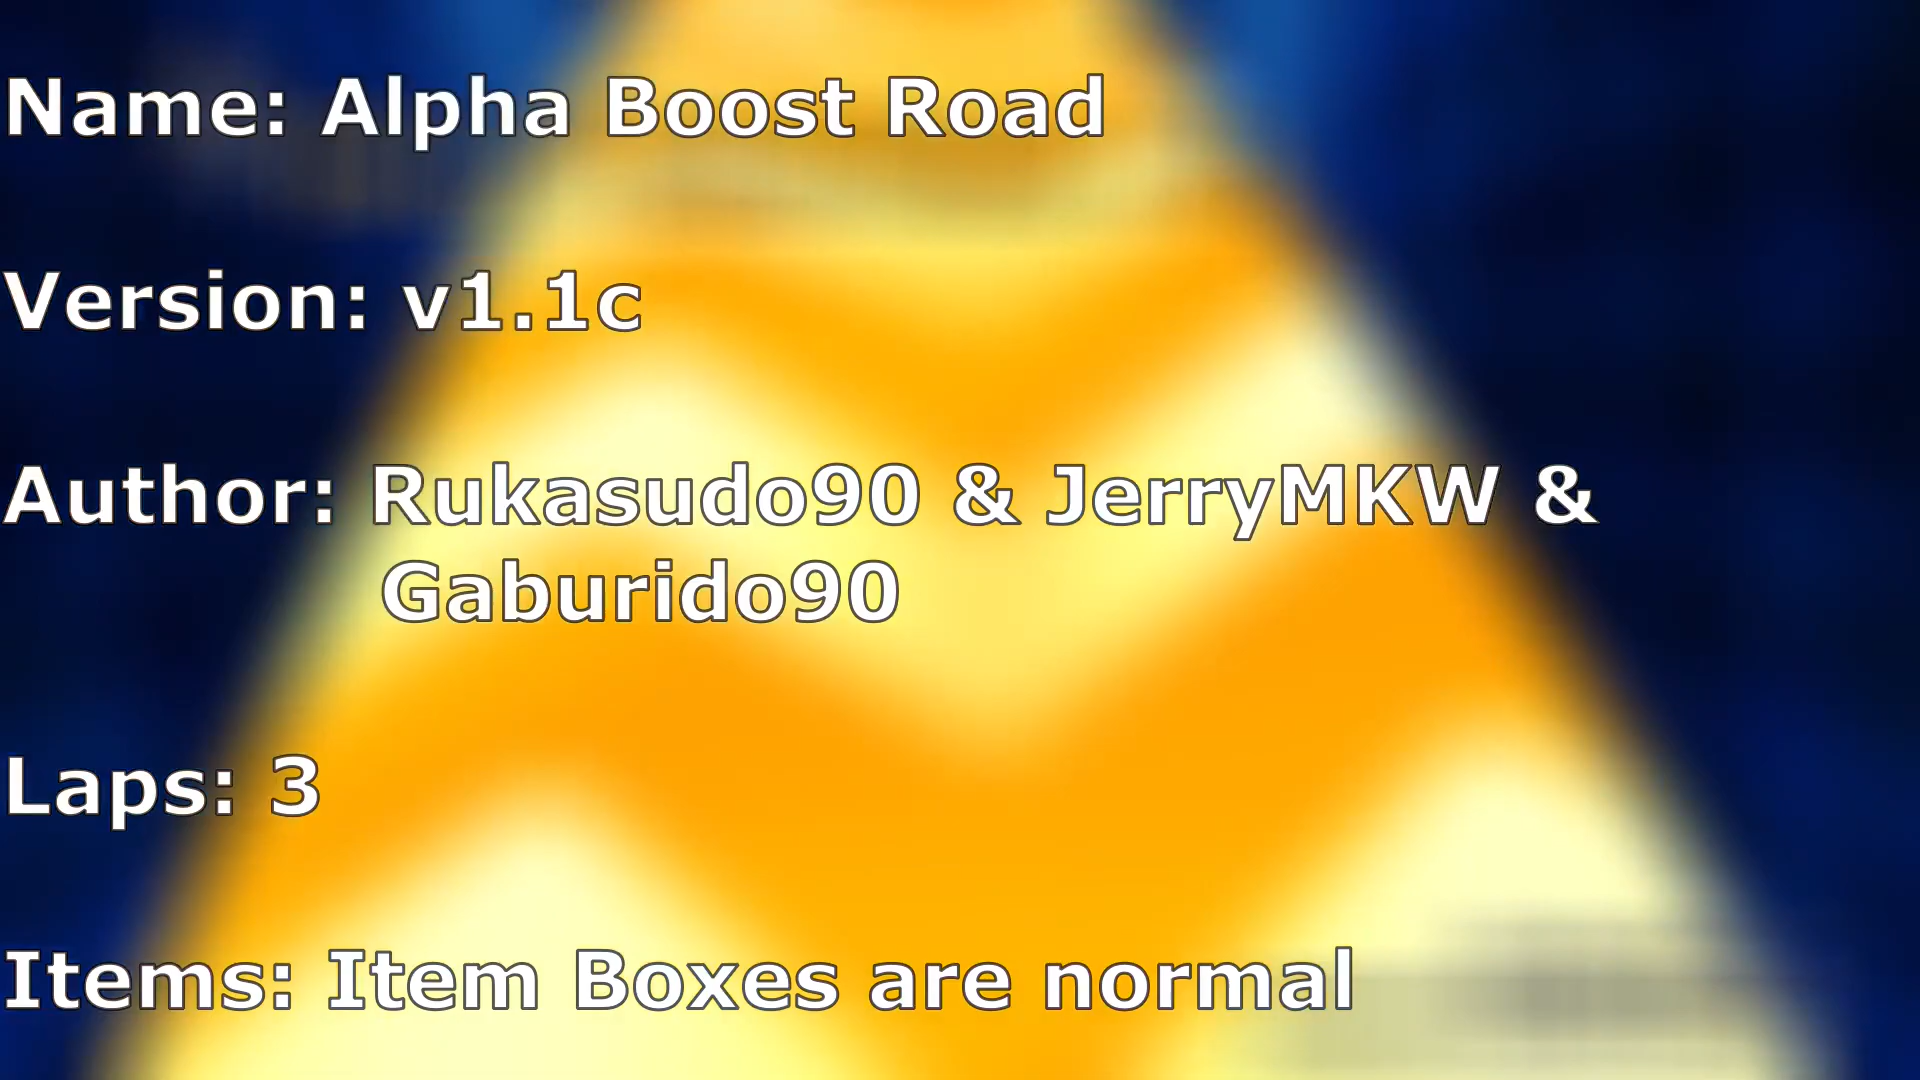 Name: Alpha Boost Road
Version: v1.1c
Author: Rukasudo90 & JerryMKW &
Gaburido90
Laps: 3
Items: Item Boxes are normal